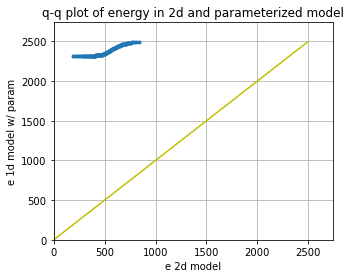 q-q plot of energy in 2d and parameterized model
e 1d model w/ param
2500
2000
1500
1000
500
0
0 500 1000 1500 2000 2500
e 2d model